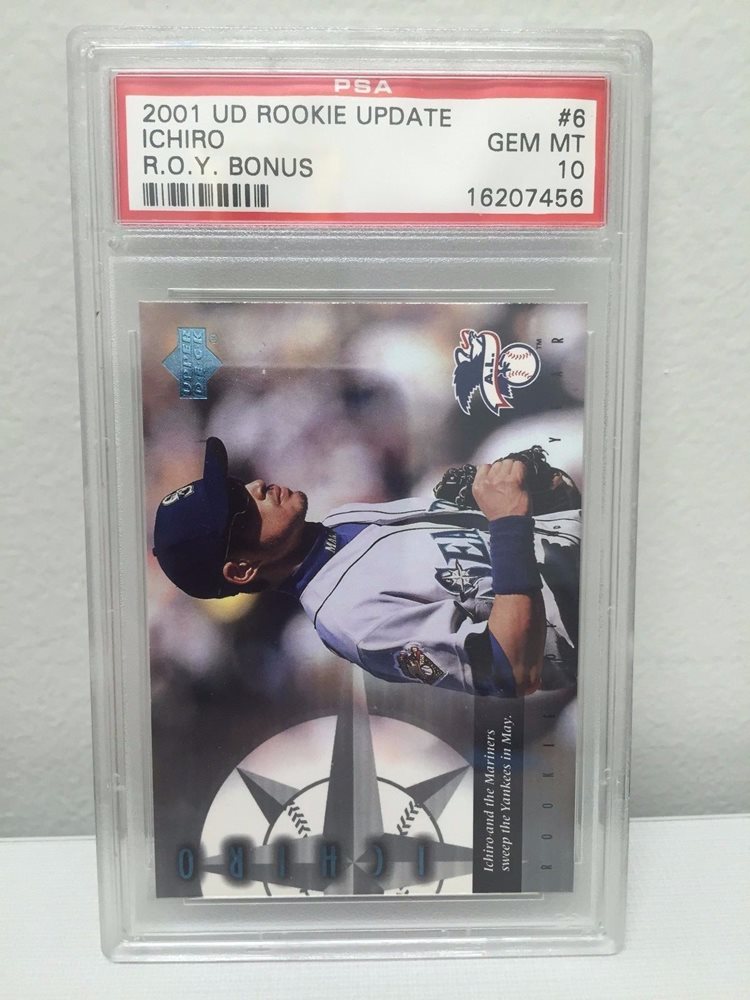 PSA
2001 UD ROOKIE UPDATE #6
ICHIRO GEM MT
R.O.Y. BONUS 10
16207456
UPPER
DECK
A.L.
TM
ICHIRO
Ichiro and the Mariners
sweep the Yankees in May.
ROOKIE OF YEAR